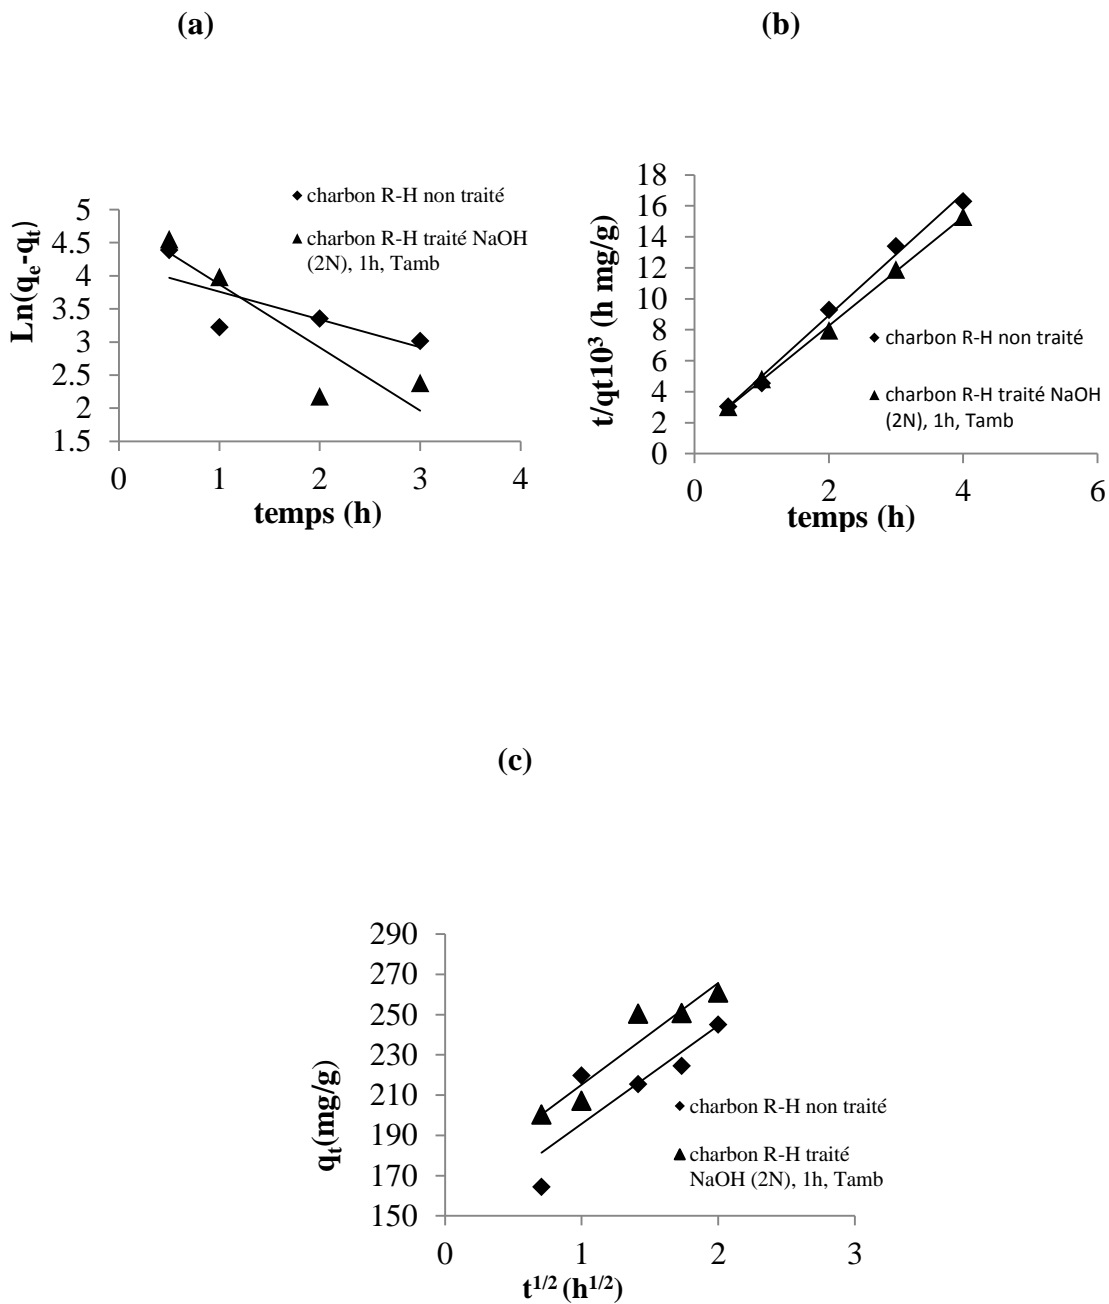 (a)
(b)
charbon R-H non traité
charbon R-H traité NaOH
(2N), 1h, Tamb
Ln(qₑ-qₜ)
5
4.5
4
3.5
3
2.5
2
1.5
0 1 2 3 4
temps (h)
t/qt10³ (h mg/g)
18
16
14
12
10
8
6
4
2
0
0 2 4 6
temps (h)
charbon R-H non traité
charbon R-H traité NaOH
(2N), 1h, Tamb
(c)
qₜ(mg/g)
290
270
250
230
210
190
170
150
0 1 2 3
t¹/² (h¹/²)
charbon R-H non traité
charbon R-H traité
NaOH (2N), 1h, Tamb